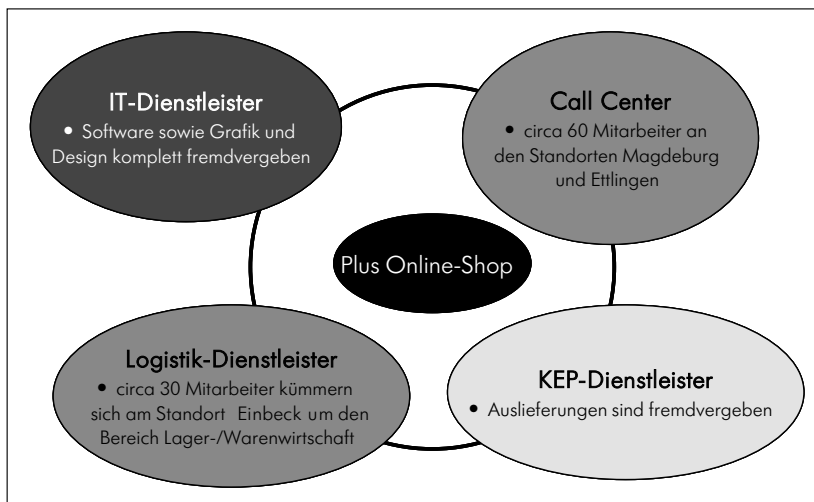 IT-Dienstleister
• Software sowie Grafik und
Design komplett fremdvergeben
Call Center
• circa 60 Mitarbeiter an
den Standorten Magdeburg
und Ettlingen
Plus Online-Shop
Logistik-Dienstleister
• circa 30 Mitarbeiter kümmern
sich am Standort Einbeck um den
Bereich Lager-/Warenwirtschaft
KEP-Dienstleister
• Auslieferungen sind fremdvergeben